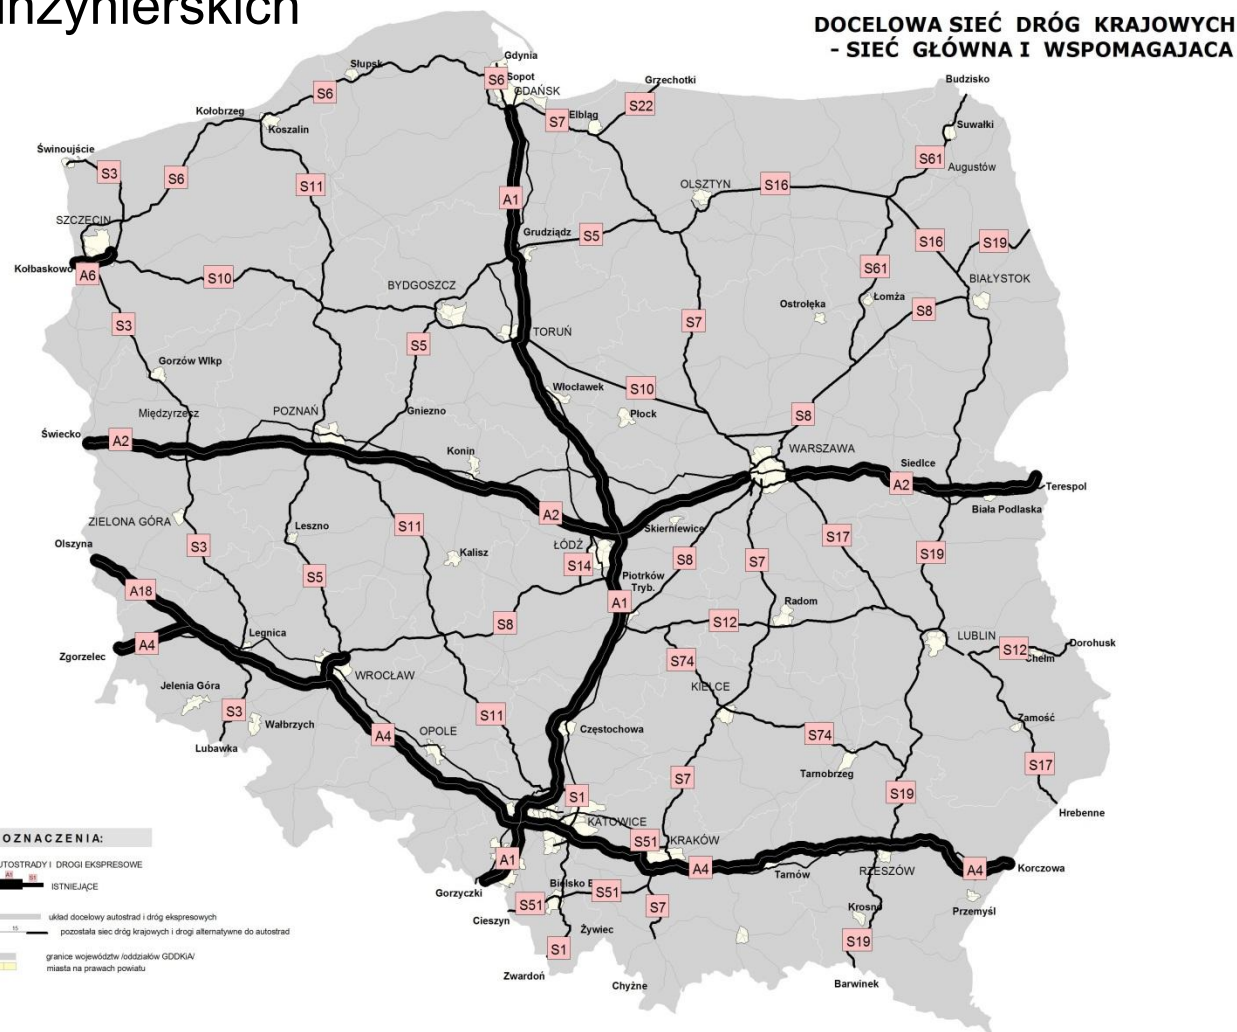 inżynierskich
DOCELOWA SIEĆ DRÓG KRAJOWYCH
- SIEĆ GŁÓWNA I WSPOMAGAJACA
Gdynia
Słupsk
S6
Sopot
Grzechotki
Budzisko
S6
GDAŃSK
S22
Kołobrzeg
S7
Elbląg
Koszalin
Suwałki
Świnoujście
S61
Augustów
S3
S6
S11
A1
OLSZTYN
S16
SZCZECIN
Grudziądz
S5
S16
S19
Kołbaskowo
A6
S10
S61
BYDGOSZCZ
BIAŁYSTOK
Ostrołęka
Łomża
S8
S3
S7
TORUŃ
S5
Gorzów Wlkp
S10
Włocławek
Międzyrzecz
POZNAŃ
Gniezno
Płock
S8
Świecko
A2
Konin
WARSZAWA
Siedlce
A2
Terespol
Biała Podlaska
A2
ZIELONA GÓRA
Leszno
S11
Skierniewice
S17
Olszyna
S3
ŁÓDŹ
Kalisz
S14
S8
S7
S19
A18
S5
Piotrków
Tryb.
A1
Radom
Legnica
S8
S12
LUBLIN
S12
Dorohusk
Chełm
Zgorzelec
A4
S74
WROCŁAW
Jelenia Góra
KIELCE
S3
S11
Wałbrzych
Zamość
Lubawka
A4
OPOLE
Częstochowa
S74
Tarnobrzeg
S17
S7
S1
S19
Hrebenne
OZNACZENIA:
KATOWICE
S51
KRAKÓW
UTOSTRADY I DROGI EKSPRESOWE
A1
S1
ISTNIEJĄCE
A1
A4
Tarnów
RZESZÓW
A4
Korczowa
Gorzyczki
Bielsko B
S51
S51
S7
Krosno
Przemyśl
Cieszyn
układ docelowy autostrad i dróg ekspresowych
15
pozostała siec dróg krajowych i drogi alternatywne do autostrad
Żywiec
S1
S19
granice województw /oddziałów GDDKiA/
miasta na prawach powiatu
Zwardoń
Chyżne
Barwinek